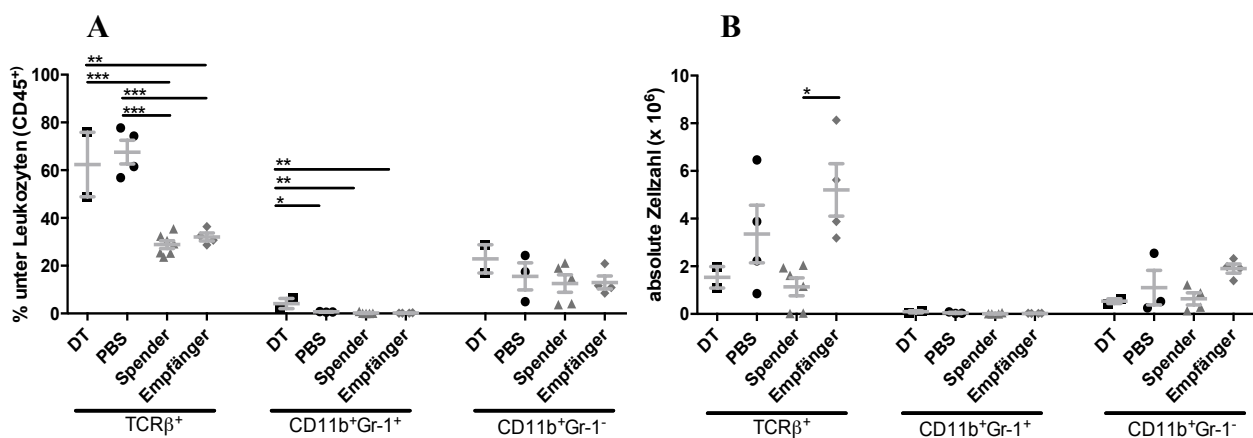 A
% unter Leukozyten (CD45⁺)
100
80
60
40
20
0
**
***
***
***
**
**
*
DT
PBS
Spender
Empfänger
DT
PBS
Spender
Empfänger
DT
PBS
Spender
Empfänger
TCRβ⁺
CD11b⁺Gr-1⁺
CD11b⁺Gr-1⁻
B
absolute Zellzahl (x 10⁶)
10
8
6
4
2
0
*
DT
PBS
Spender
Empfänger
DT
PBS
Spender
Empfänger
DT
PBS
Spender
Empfänger
TCRβ⁺
CD11b⁺Gr-1⁺
CD11b⁺Gr-1⁻